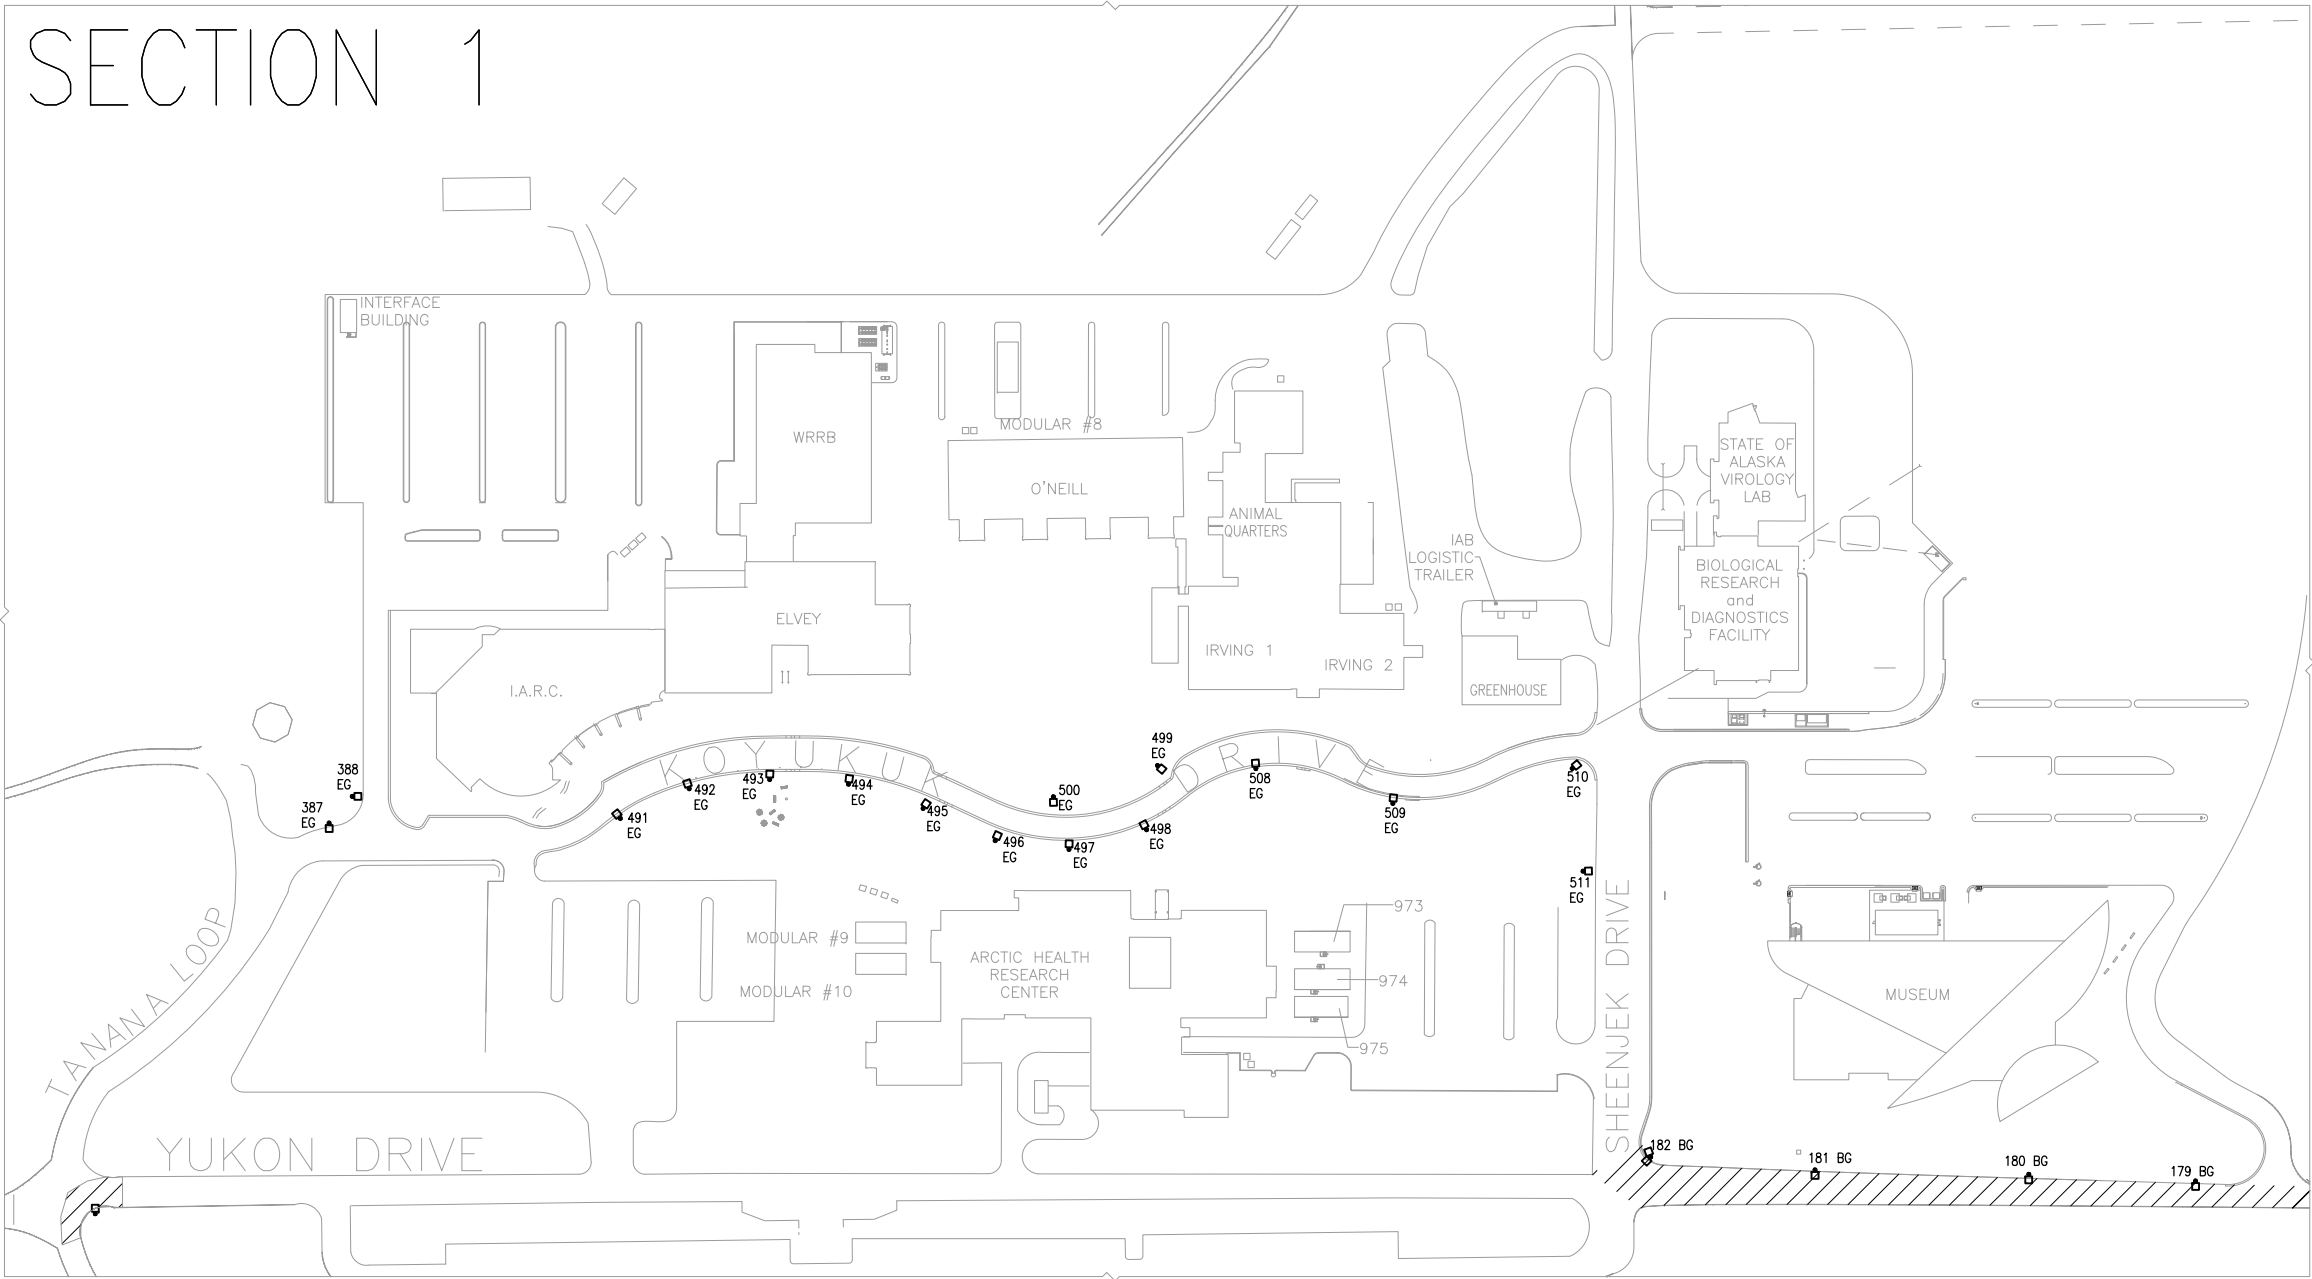 SECTION 1
INTERFACE
BUILDING
WRRB
MODULAR #8
O'NEILL
ANIMAL
QUARTERS
STATE OF
ALASKA
VIROLOGY
LAB
IAB
LOGISTIC
TRAILER
BIOLOGICAL
RESEARCH
and
DIAGNOSTICS
FACILITY
ELVEY
IRVING 1
IRVING 2
GREENHOUSE
I.A.R.C.
KOYUKUK DRIVE
388
EG
387
EG
491
EG
492
EG
493
EG
494
EG
495
EG
496
EG
497
EG
498
EG
499
EG
500
EG
508
EG
509
EG
510
EG
511
EG
TANANA LOOP
MODULAR #9
MODULAR #10
ARCTIC HEALTH
RESEARCH
CENTER
973
974
975
SHEENJEK DRIVE
MUSEUM
YUKON DRIVE
182 BG
181 BG
180 BG
179 BG